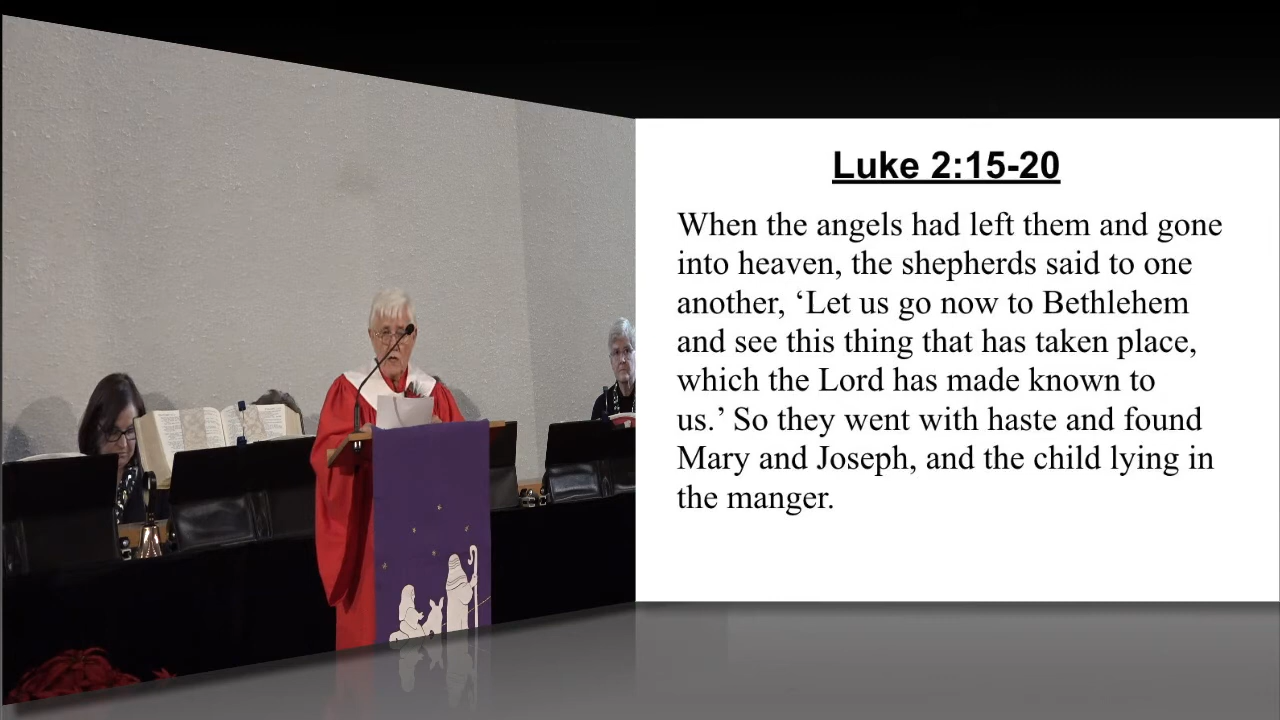 Luke 2:15-20
When the angels had left them and gone
into heaven, the shepherds said to one
another, ‘Let us go now to Bethlehem
and see this thing that has taken place,
which the Lord has made known to
us.’ So they went with haste and found
Mary and Joseph, and the child lying in
the manger.